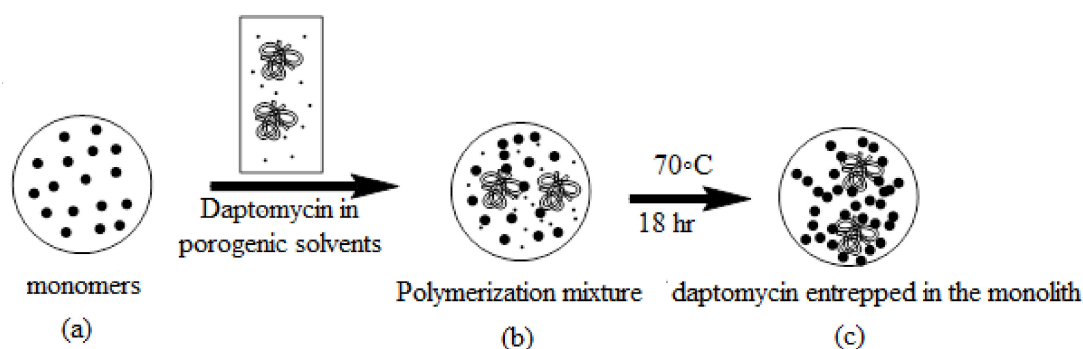 Daptomycin in
porogenic solvents
70◦C
18 hr
monomers
Polymerization mixture
daptomycin entrepped in the monolith
(a)
(b)
(c)